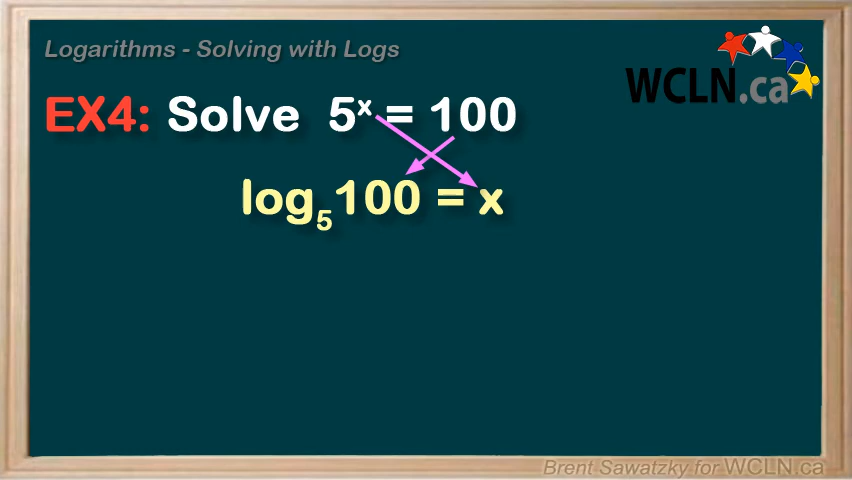 Logarithms - Solving with Logs
WCLN.ca
EX4: Solve 5ˣ = 100
log₅100 = x
Brent Sawatzky for WCLN.ca